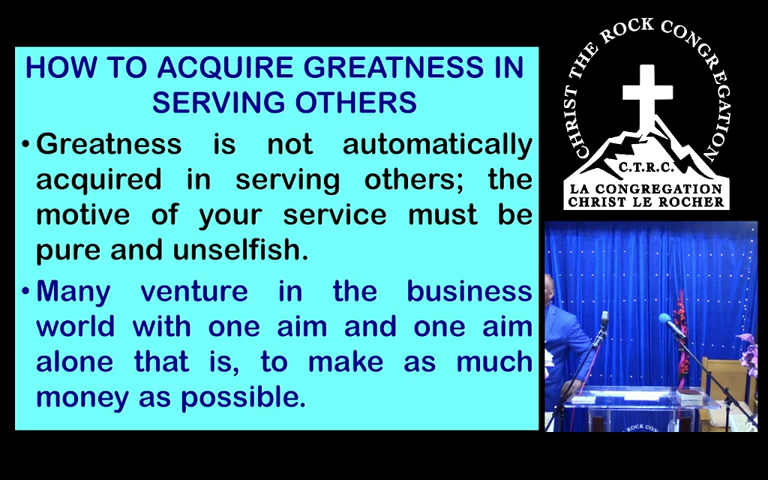 HOW TO ACQUIRE GREATNESS IN
SERVING OTHERS
• Greatness is not automatically
acquired in serving others; the
motive of your service must be
pure and unselfish.
• Many venture in the business
world with one aim and one aim
alone that is, to make as much
money as possible.
CHRIST THE ROCK CONGREGATION
C.T.R.C.
LA CONGREGATION
CHRIST LE ROCHER
ROCK CONG